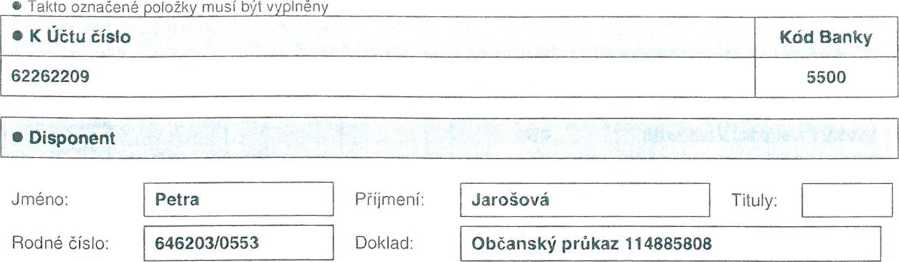 ● Takto označené položky musí být vyplněny
● K Účtu číslo Kód Banky
62262209 5500
● Disponent
Jméno: Petra Příjmení: Jarošová Tituly:
Rodné číslo: 646203/0553 Doklad: Občanský průkaz 114885808